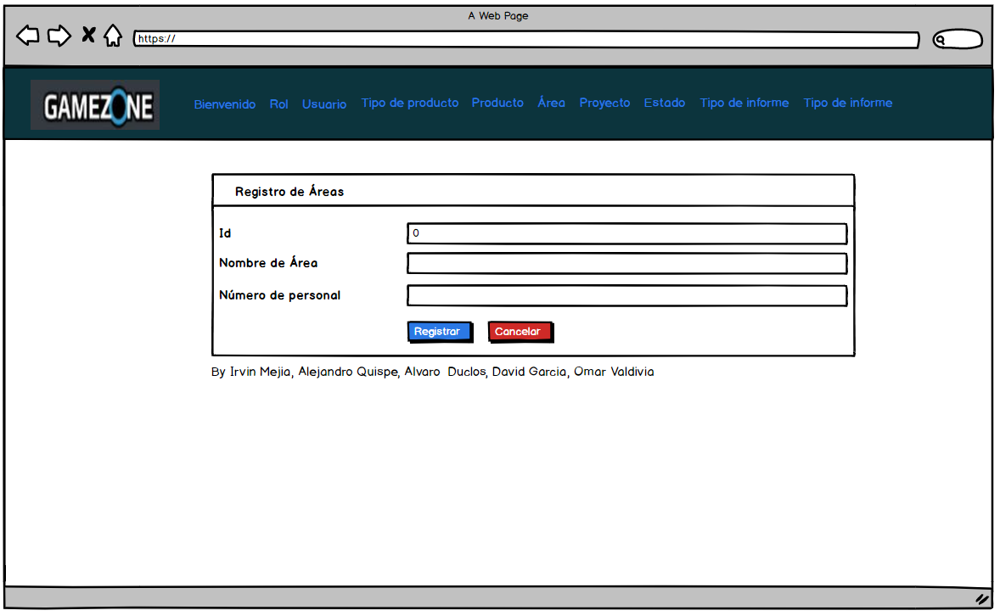 A Web Page
https://
GAMEZONE
Bienvenido Rol Usuario Tipo de producto Producto Área Proyecto Estado Tipo de informe Tipo de informe
Registro de Áreas
Id 0
Nombre de Área
Número de personal
Registrar Cancelar
By Irvin Mejia, Alejandro Quispe, Alvaro Duclos, David Garcia, Omar Valdivia